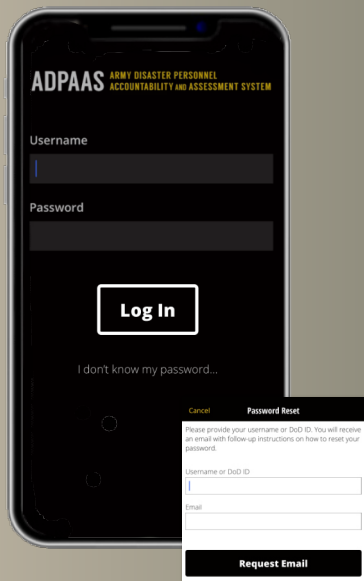 ADPAAS ARMY DISASTER PERSONNEL
ACCOUNTABILITY AND ASSESSMENT SYSTEM
Username
Password
Log In
I don't know my password...
Cancel Password Reset
Please provide your username or DoD ID. You will receive
an email with follow-up instructions on how to reset your
password.
Username or DoD ID
Email
Request Email